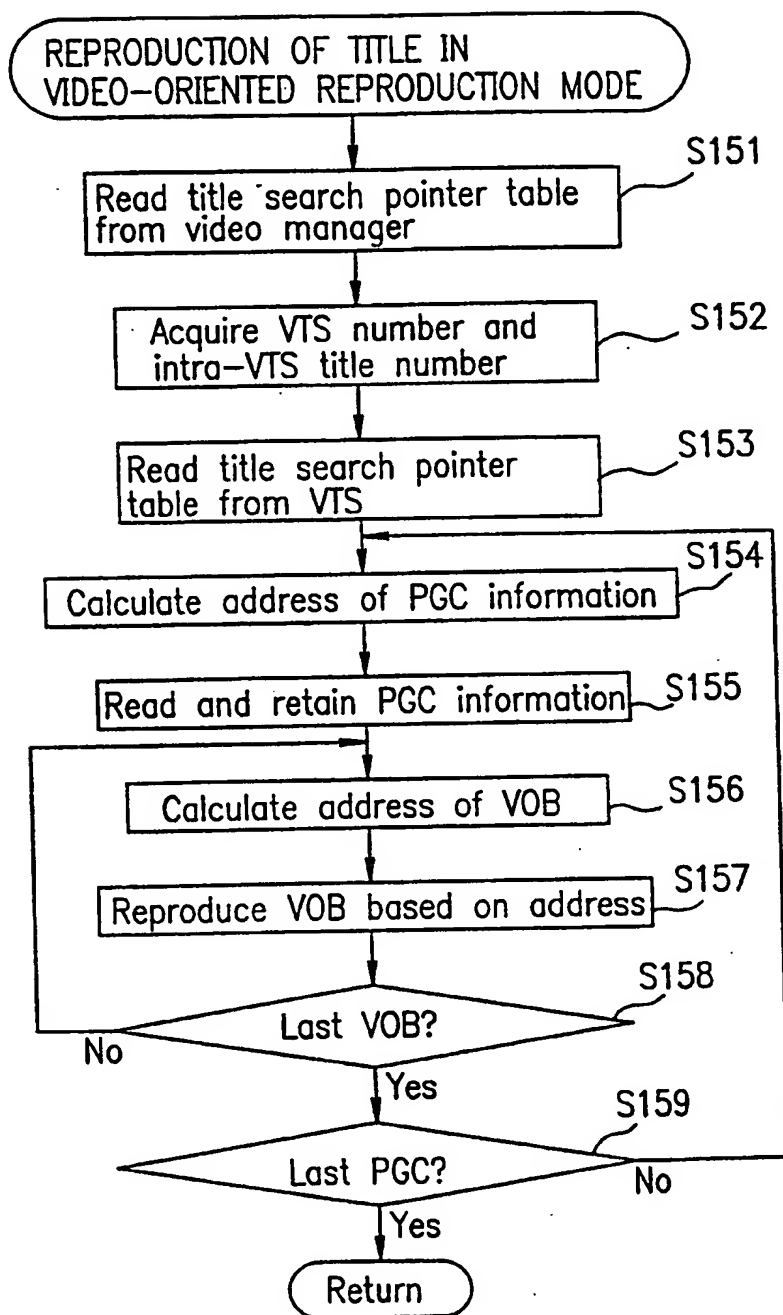 REPRODUCTION OF TITLE IN
VIDEO-ORIENTED REPRODUCTION MODE
S151
Read title search pointer table
from video manager
S152
Acquire VTS number and
intra-VTS title number
S153
Read title search pointer
table from VTS
S154
Calculate address of PGC information
S155
Read and retain PGC information
S156
Calculate address of VOB
S157
Reproduce VOB based on address
S158
Last VOB?
No
Yes
S159
Last PGC?
No
Yes
Return